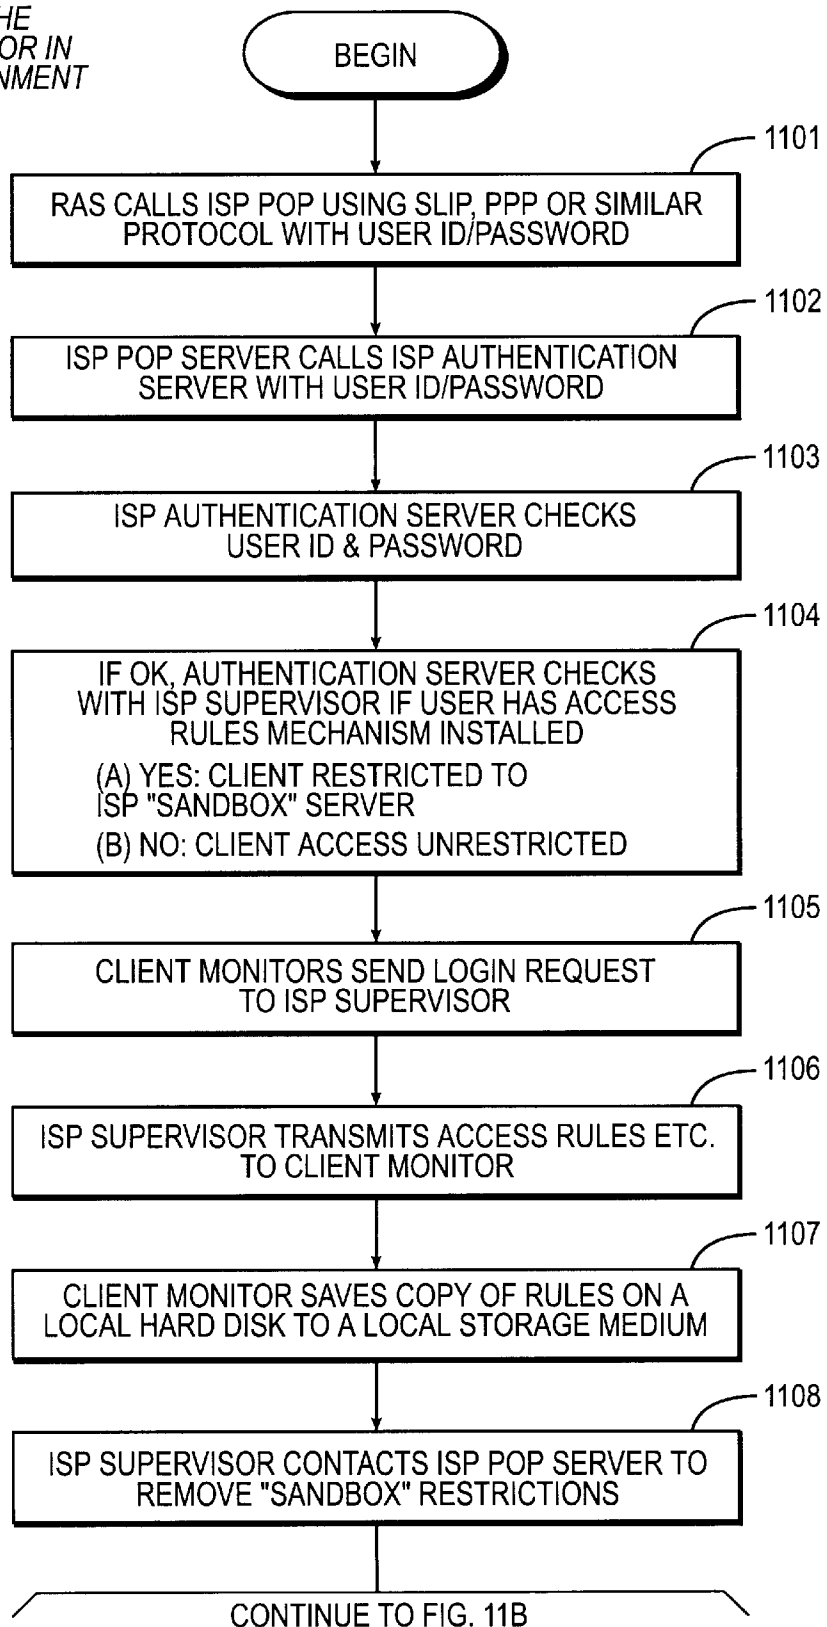 HE
OR IN
NMENT
BEGIN
1101
RAS CALLS ISP POP USING SLIP, PPP OR SIMILAR
PROTOCOL WITH USER ID/PASSWORD
1102
ISP POP SERVER CALLS ISP AUTHENTICATION
SERVER WITH USER ID/PASSWORD
1103
ISP AUTHENTICATION SERVER CHECKS
USER ID & PASSWORD
1104
IF OK, AUTHENTICATION SERVER CHECKS
WITH ISP SUPERVISOR IF USER HAS ACCESS
RULES MECHANISM INSTALLED
(A) YES: CLIENT RESTRICTED TO
ISP "SANDBOX" SERVER
(B) NO: CLIENT ACCESS UNRESTRICTED
1105
CLIENT MONITORS SEND LOGIN REQUEST
TO ISP SUPERVISOR
1106
ISP SUPERVISOR TRANSMITS ACCESS RULES ETC.
TO CLIENT MONITOR
1107
CLIENT MONITOR SAVES COPY OF RULES ON A
LOCAL HARD DISK TO A LOCAL STORAGE MEDIUM
1108
ISP SUPERVISOR CONTACTS ISP POP SERVER TO
REMOVE "SANDBOX" RESTRICTIONS
CONTINUE TO FIG. 11B